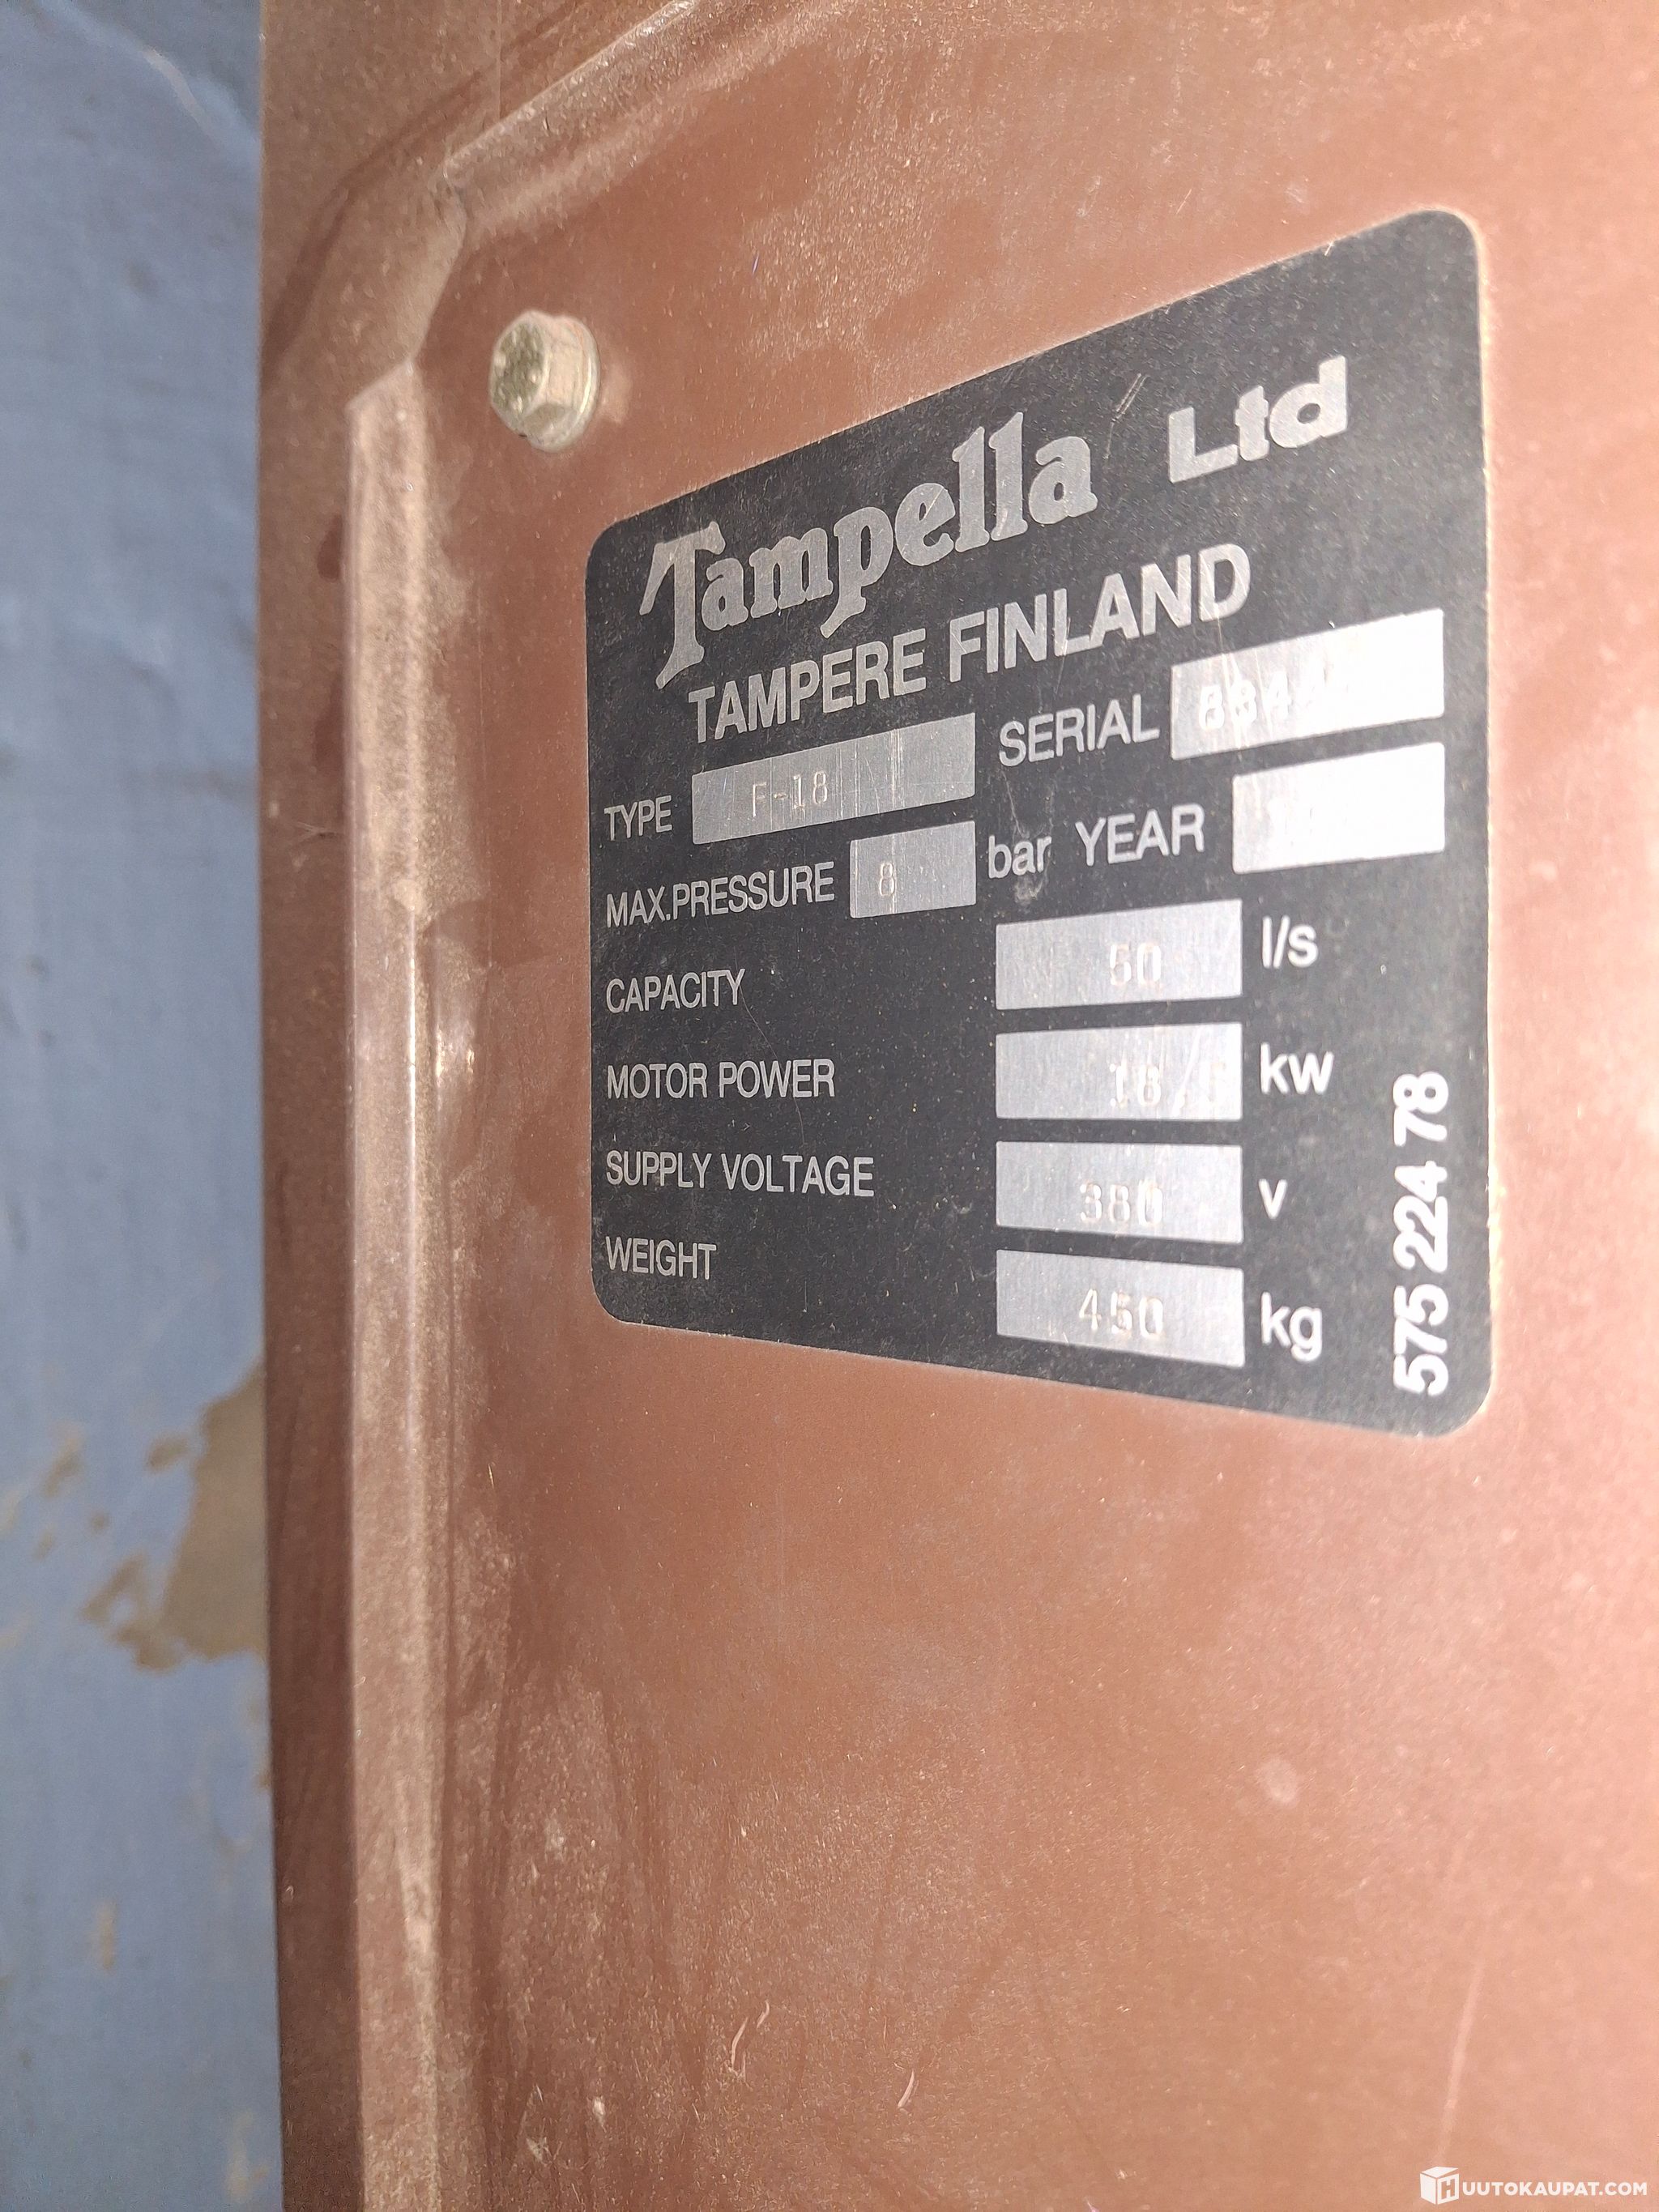 Tampella Ltd
TAMPERE FINLAND
TYPE F-18 SERIAL
MAX.PRESSURE 8 bar YEAR
CAPACITY 50 l/s
MOTOR POWER kw
SUPPLY VOLTAGE 380 v
WEIGHT 450 kg
575 224 78
HUUTOKAUPAT.COM